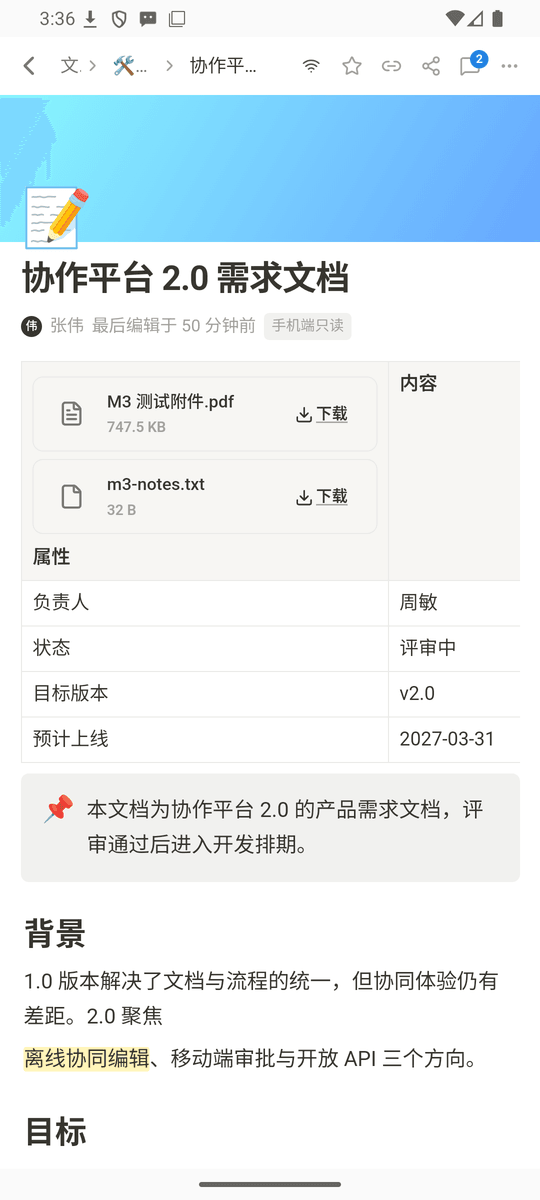 3:36
文.
...
协作平...
2
协作平台 2.0 需求文档
伟 张伟 最后编辑于 50 分钟前 手机端只读
M3 测试附件.pdf
747.5 KB
下载
m3-notes.txt
32 B
下载
属性
内容
负责人 周敏
状态 评审中
目标版本 v2.0
预计上线 2027-03-31
本文档为协作平台 2.0 的产品需求文档，评
审通过后进入开发排期。
背景
1.0 版本解决了文档与流程的统一，但协同体验仍有
差距。2.0 聚焦
离线协同编辑、移动端审批与开放 API 三个方向。
目标